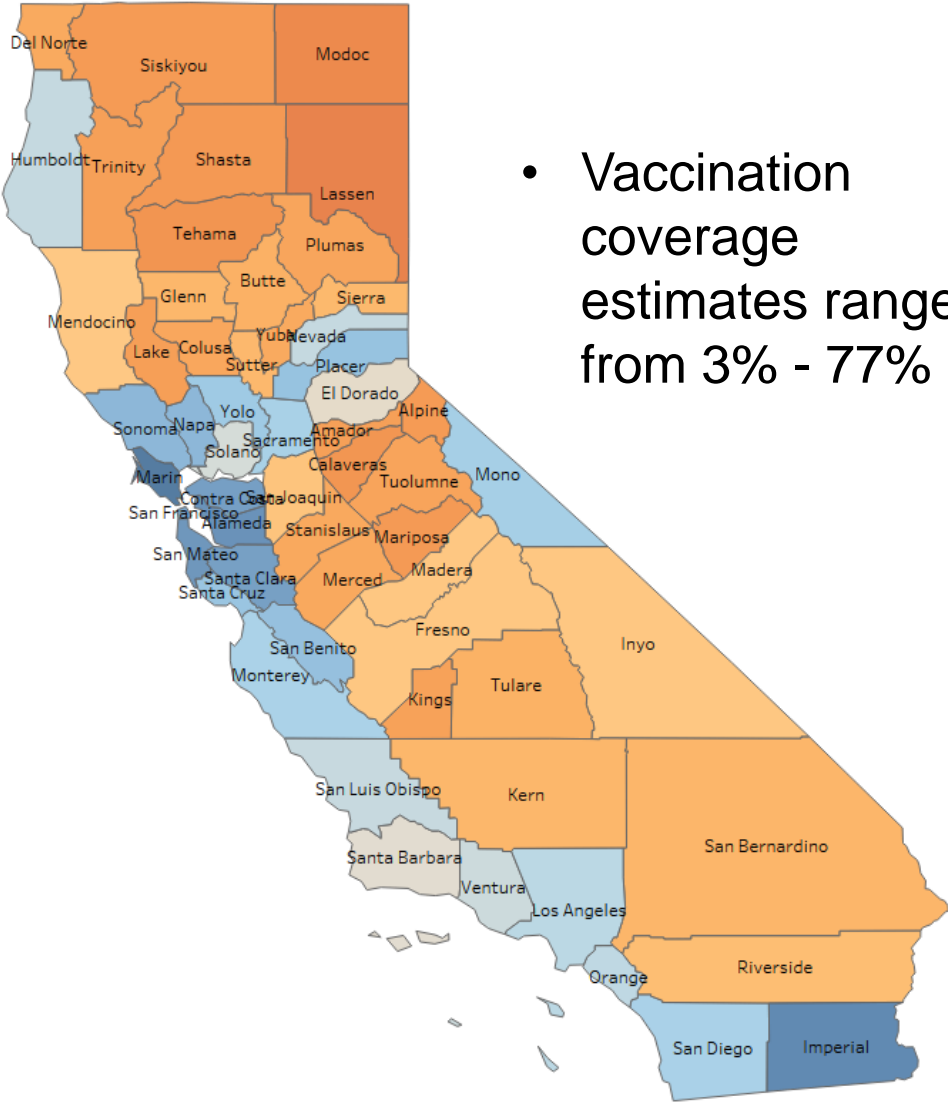 Del Norte
Siskiyou
Modoc
Humboldt
Trinity
Shasta
Lassen
• Vaccination
coverage
estimates range
from 3% - 77%
Tehama
Plumas
Butte
Glenn
Sierra
Mendocino
Lake
Colusa
Yuba
Nevada
Sutter
Placer
El Dorado
Yolo
Alpine
Sonoma
Napa
Sacramento
Amador
Solano
Calaveras
Marin
Tuolumne
Mono
Contra Costa
San Joaquin
San Francisco
Alameda
Stanislaus
Mariposa
San Mateo
Santa Clara
Merced
Madera
Santa Cruz
Fresno
San Benito
Inyo
Monterey
Kings
Tulare
San Luis Obispo
Kern
San Bernardino
Santa Barbara
Ventura
Los Angeles
Orange
Riverside
San Diego
Imperial